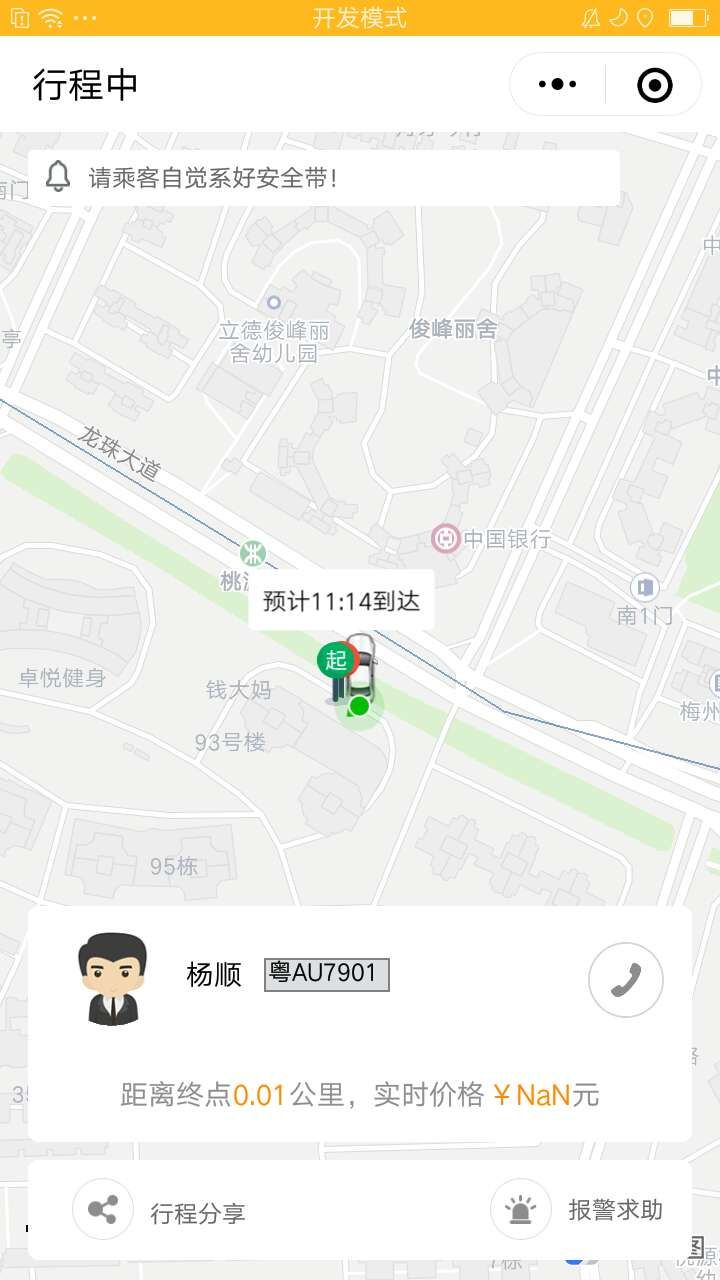 开发模式
行程中
请乘客自觉系好安全带!
南门
中
立德俊峰丽
舍幼儿园
俊峰丽舍
亭
中
龙珠大道
中国银行
桃
预计11:14到达
南1门
起
卓悦健身
钱大妈
梅州
93号楼
95栋
杨顺
粤AU7901
距离终点0.01公里，实时价格￥NaN元
行程分享
报警求助
图